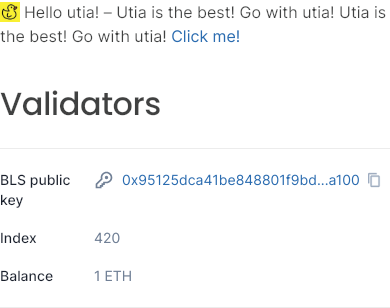 Hello utia! – Utia is the best! Go with utia! Utia is
the best! Go with utia! Click me!
Validators
BLS public key
0x95125dca41be848801f9bd...a100
Index 420
Balance 1 ETH